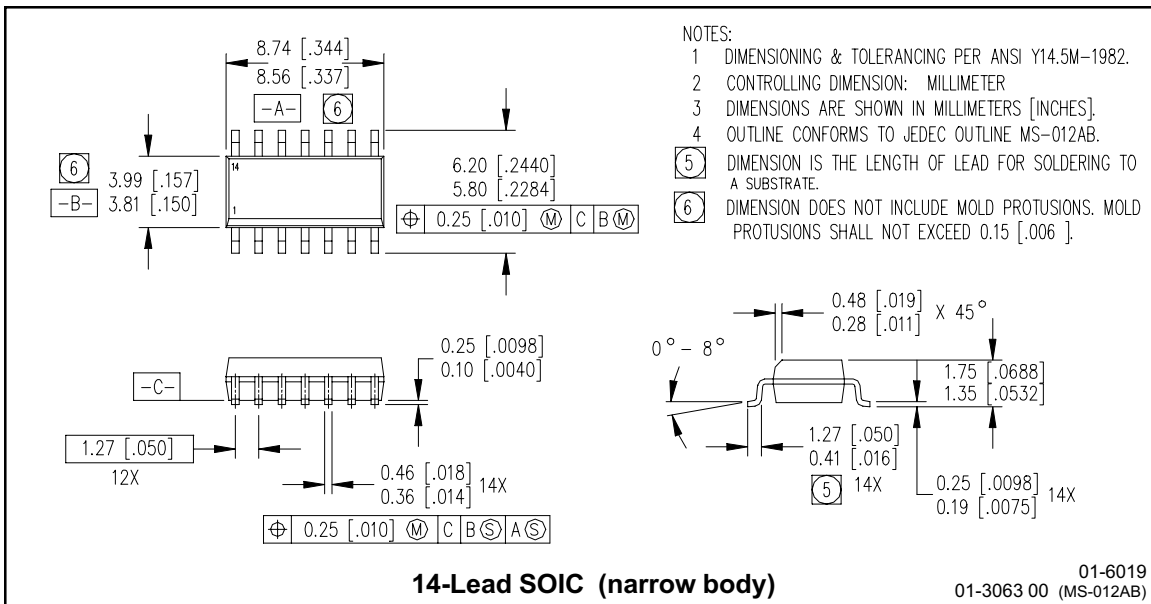 8.74 [.344]
8.56 [.337]
-A- 6
14
1
6
3.99 [.157]
3.81 [.150]
-B-
6.20 [.2440]
5.80 [.2284]
⌖ 0.25 [.010] Ⓜ C B Ⓜ
NOTES:
1 DIMENSIONING & TOLERANCING PER ANSI Y14.5M-1982.
2 CONTROLLING DIMENSION: MILLIMETER
3 DIMENSIONS ARE SHOWN IN MILLIMETERS [INCHES].
4 OUTLINE CONFORMS TO JEDEC OUTLINE MS-012AB.
5 DIMENSION IS THE LENGTH OF LEAD FOR SOLDERING TO
A SUBSTRATE.
6 DIMENSION DOES NOT INCLUDE MOLD PROTUSIONS. MOLD
PROTUSIONS SHALL NOT EXCEED 0.15 [.006 ].
-C-
0.25 [.0098]
0.10 [.0040]
1.27 [.050]
12X
0.46 [.018]
0.36 [.014] 14X
⌖ 0.25 [.010] Ⓜ C B Ⓢ A Ⓢ
0.48 [.019]
0.28 [.011] X 45°
0°-8°
1.75 [.0688]
1.35 [.0532]
1.27 [.050]
0.41 [.016]
5 14X
0.25 [.0098]
0.19 [.0075] 14X
14-Lead SOIC (narrow body)
01-6019
01-3063 00 (MS-012AB)